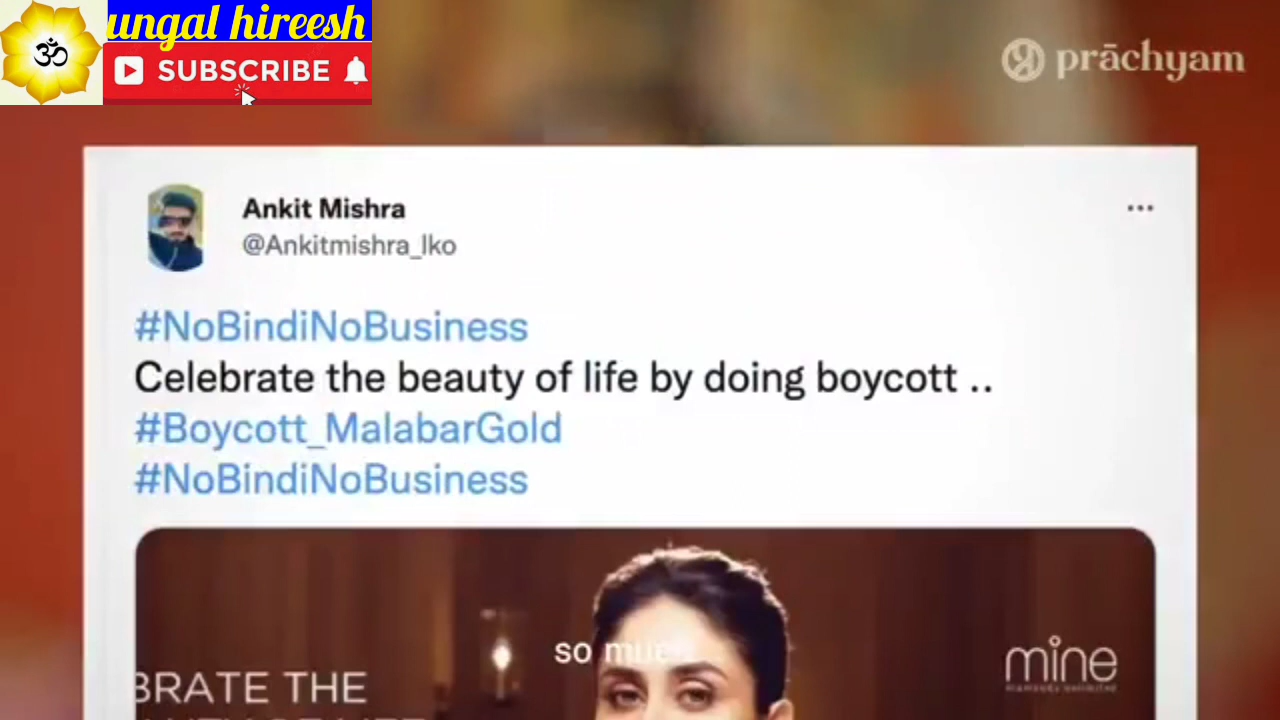 ungal hireesh
SUBSCRIBE
prāchyam
Ankit Mishra
@Ankitmishra_lko
#NoBindiNoBusiness
Celebrate the beauty of life by doing boycott ..
#Boycott_MalabarGold
#NoBindiNoBusiness
so
mine
BRATE THE